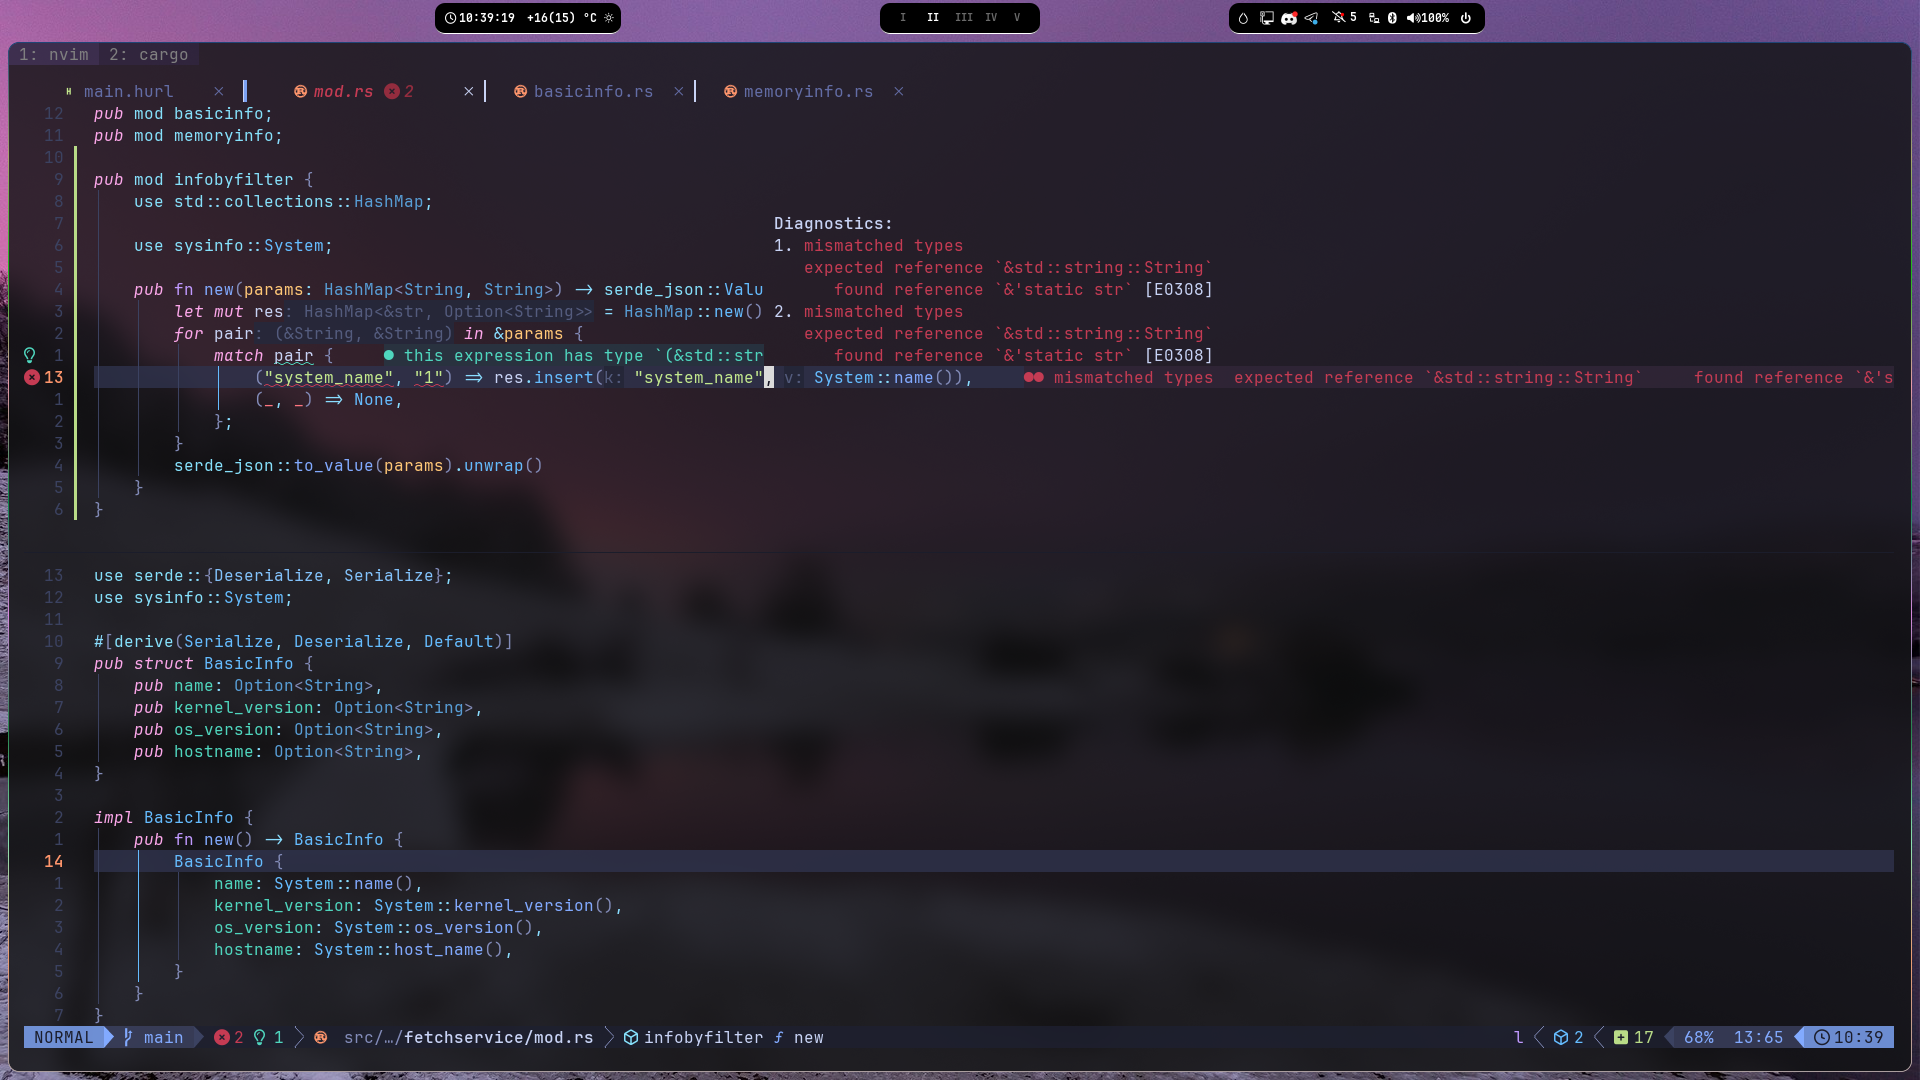 10:39:19 +16(15) °C
I II III IV V
5 100%
1: nvim 2: cargo
main.hurl × mod.rs 2 × basicinfo.rs × memoryinfo.rs ×
12 pub mod basicinfo;
11 pub mod memoryinfo;
10
9 pub mod infobyfilter {
8 use std::collections::HashMap;
7 Diagnostics:
6 use sysinfo::System; 1. mismatched types
5 expected reference `&std::string::String`
4 pub fn new(params: HashMap<String, String>) -> serde_json::Valu found reference `&'static str` [E0308]
3 let mut res: HashMap<&str, Option<String>> = HashMap::new() 2. mismatched types
2 for pair: (&String, &String) in &params { expected reference `&std::string::String`
1 match pair { ● this expression has type `(&std::str found reference `&'static str` [E0308]
13 ("system_name", "1") => res.insert(k: "system_name", v: System::name()), ●● mismatched types expected reference `&std::string::String` found reference `&'s
1 (_, _) => None,
2 };
3 }
4 serde_json::to_value(params).unwrap()
5 }
6 }
13 use serde::{Deserialize, Serialize};
12 use sysinfo::System;
11
10 #[derive(Serialize, Deserialize, Default)]
9 pub struct BasicInfo {
8 pub name: Option<String>,
7 pub kernel_version: Option<String>,
6 pub os_version: Option<String>,
5 pub hostname: Option<String>,
4 }
3
2 impl BasicInfo {
1 pub fn new() -> BasicInfo {
14 BasicInfo {
1 name: System::name(),
2 kernel_version: System::kernel_version(),
3 os_version: System::os_version(),
4 hostname: System::host_name(),
5 }
6 }
7 }
NORMAL main 2 1 src/…/fetchservice/mod.rs infobyfilter f new l 2 17 68% 13:65 10:39